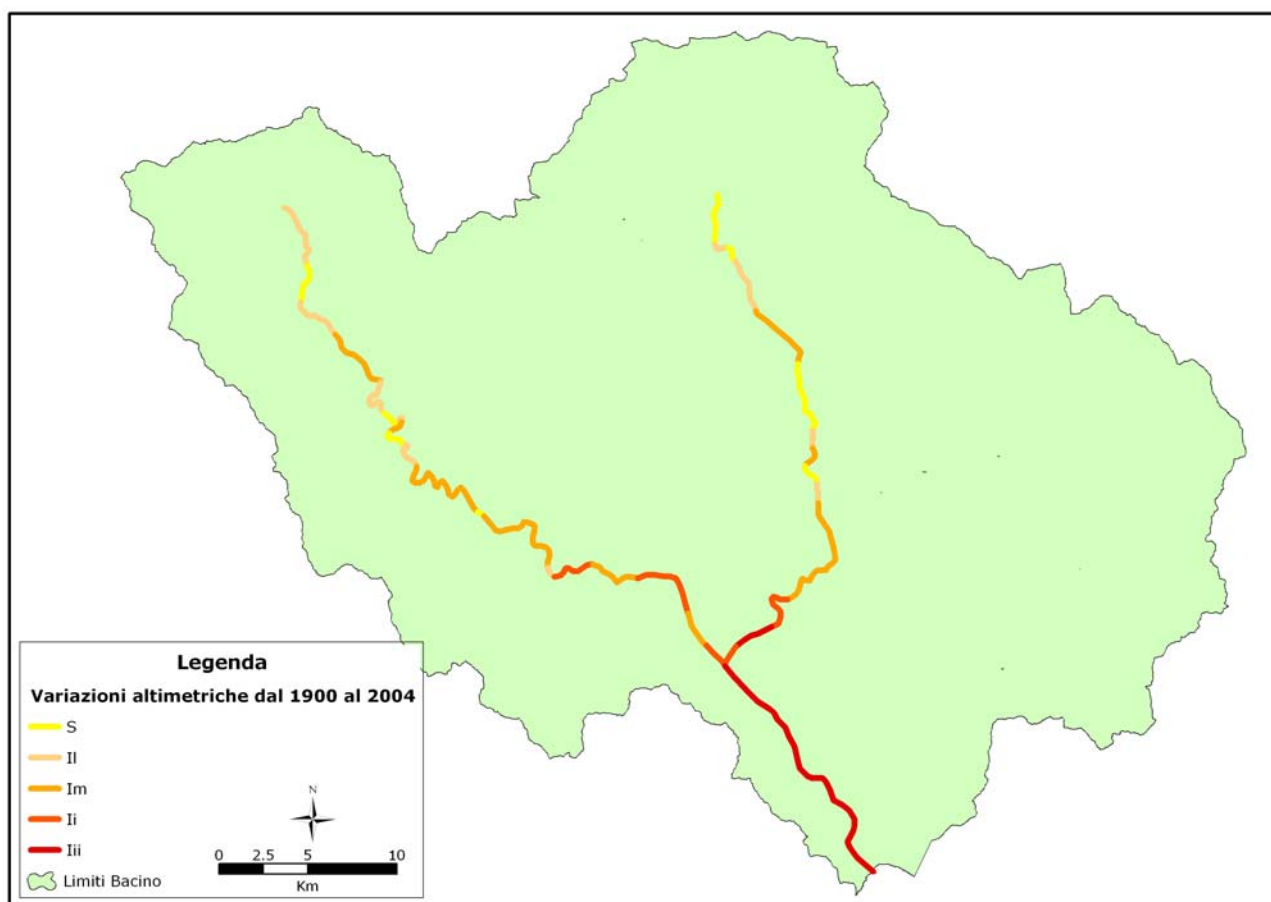 Legenda
Variazioni altimetriche dal 1900 al 2004
S
Il
Im
Ii
Iii
Limiti Bacino
N
0 2.5 5 10
Km